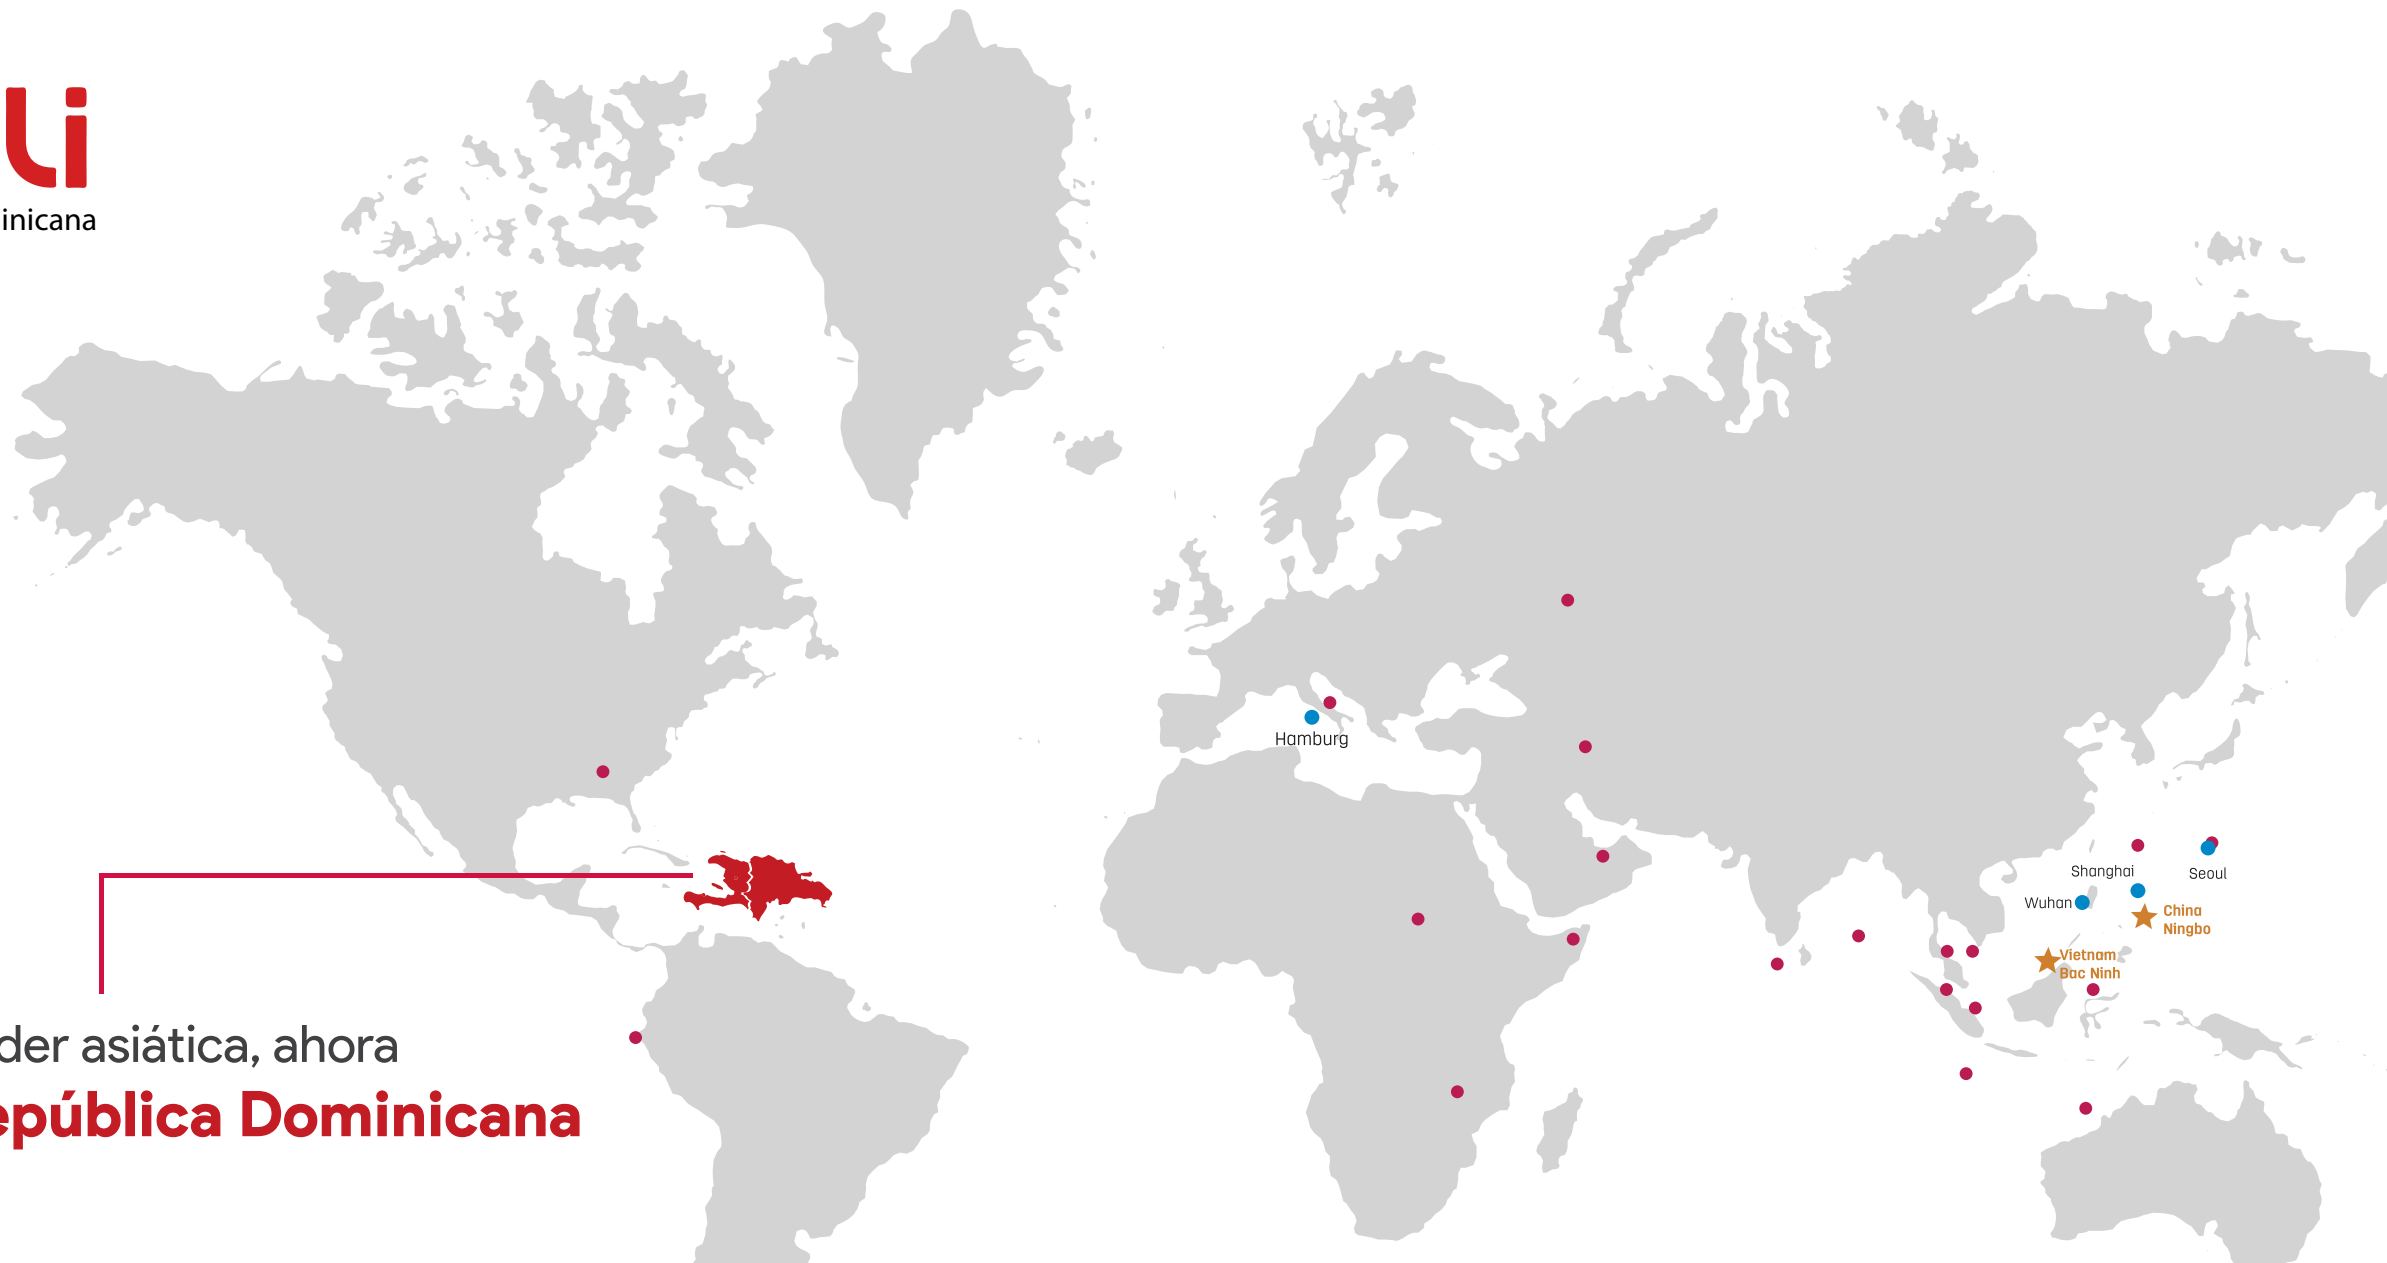 li
inicana
Hamburg
Shanghai
Seoul
Wuhan
China
Ningbo
Vietnam
Bac Ninh
der asiática, ahora
epública Dominicana